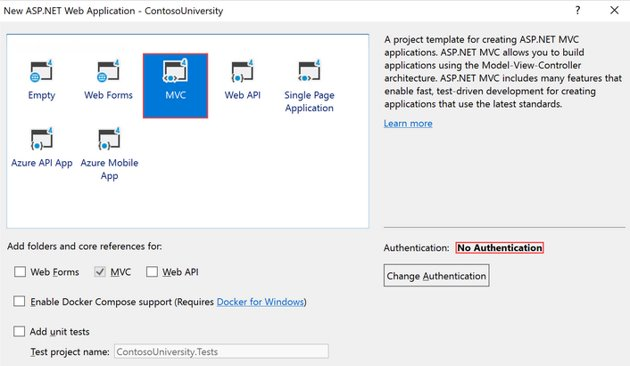 New ASP.NET Web Application - ContosoUniversity
?
Empty
Web Forms
MVC
Web API
Single Page
Application
Azure API App
Azure Mobile
App
A project template for creating ASP.NET MVC
applications. ASP.NET MVC allows you to build
applications using the Model-View-Controller
architecture. ASP.NET MVC includes many features that
enable fast, test-driven development for creating
applications that use the latest standards.
Learn more
Add folders and core references for:
Web Forms
MVC
Web API
Enable Docker Compose support (Requires Docker for Windows)
Add unit tests
Test project name: ContosoUniversity.Tests
Authentication: No Authentication
Change Authentication